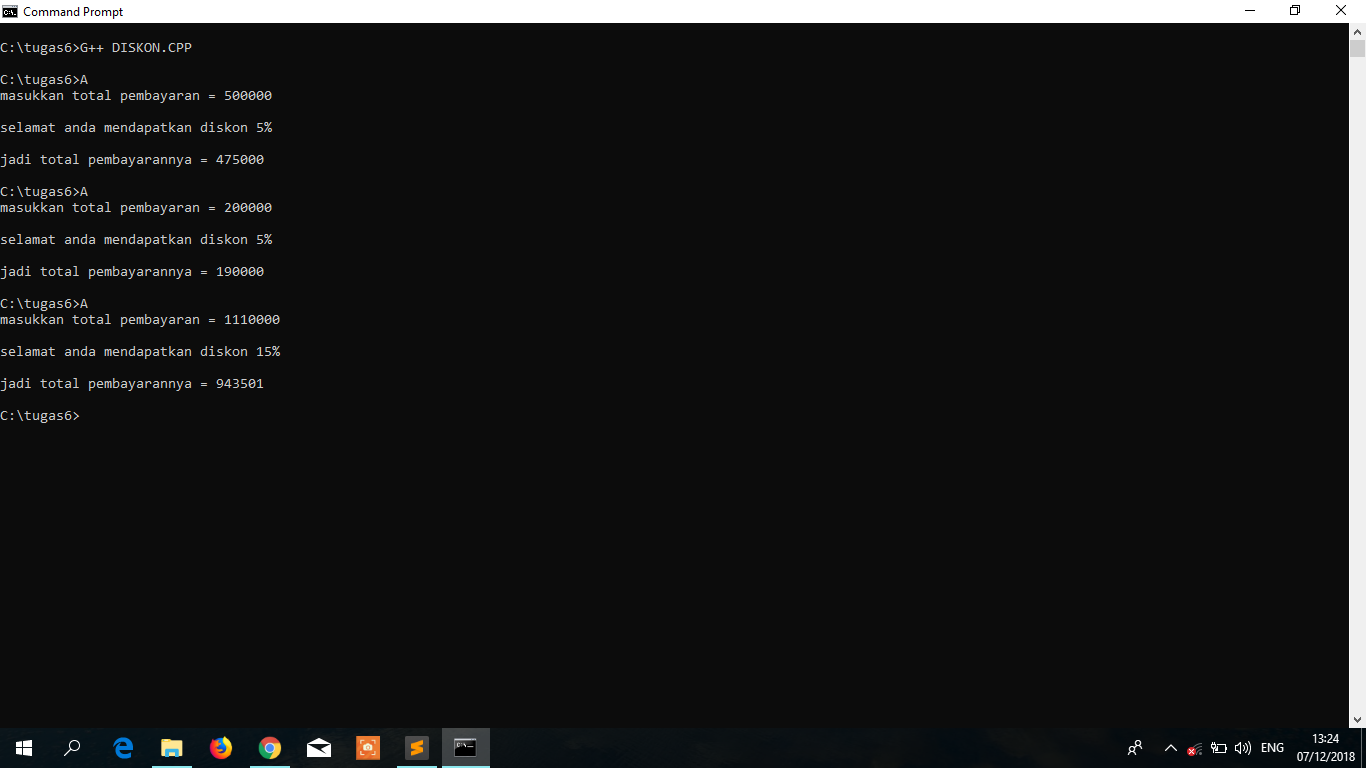 Command Prompt
C:\tugas6>G++ DISKON.CPP
C:\tugas6>A
masukkan total pembayaran = 500000
selamat anda mendapatkan diskon 5%
jadi total pembayarannya = 475000
C:\tugas6>A
masukkan total pembayaran = 200000
selamat anda mendapatkan diskon 5%
jadi total pembayarannya = 190000
C:\tugas6>A
masukkan total pembayaran = 1110000
selamat anda mendapatkan diskon 15%
jadi total pembayarannya = 943501
C:\tugas6>
ENG
13:24
07/12/2018